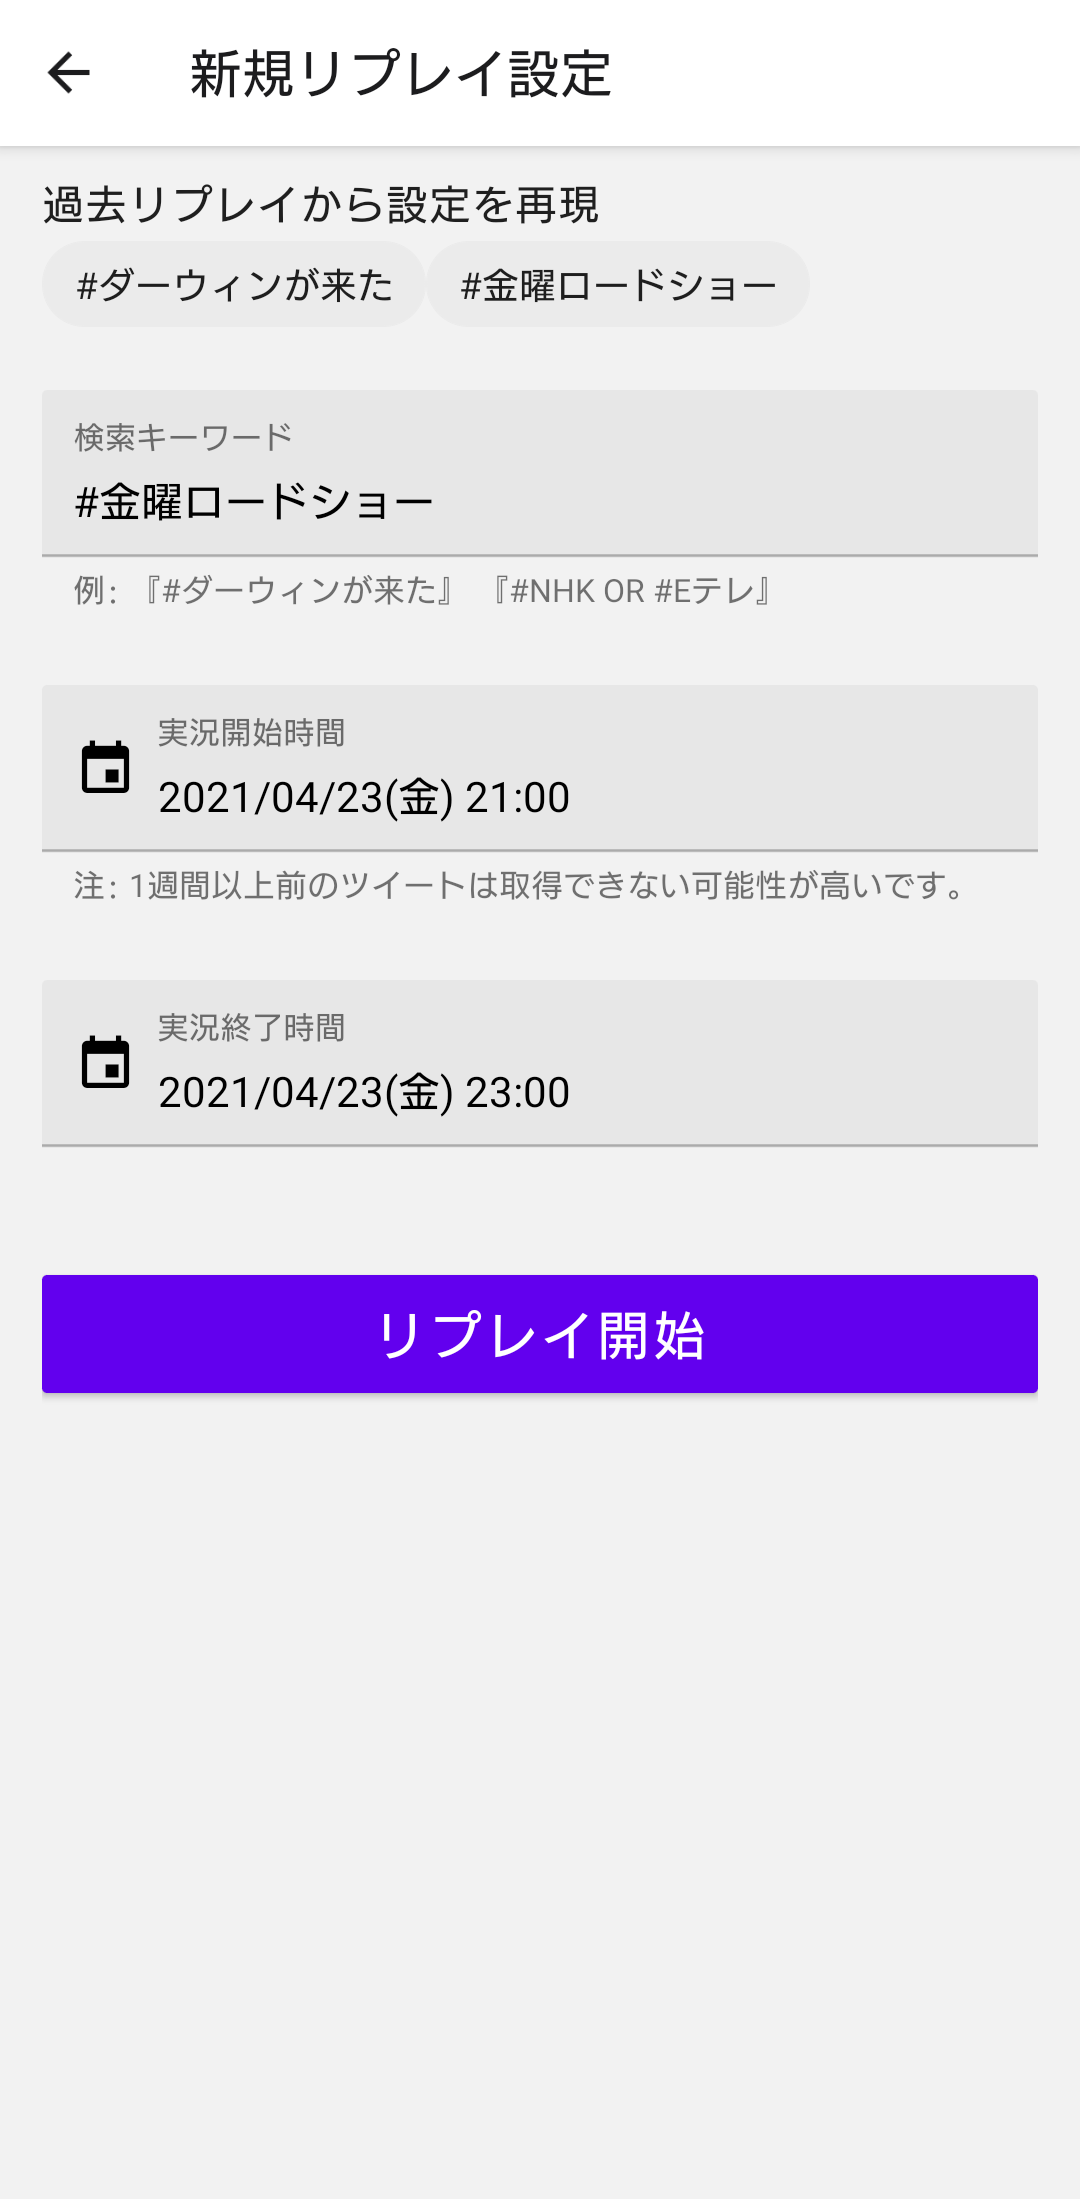 新規リプレイ設定
過去リプレイから設定を再現
#ダーウィンが来た #金曜ロードショー
検索キーワード
#金曜ロードショー
例: 『#ダーウィンが来た』 『#NHK OR #Eテレ』
実況開始時間
2021/04/23(金) 21:00
注: 1週間以上前のツイートは取得できない可能性が高いです。
実況終了時間
2021/04/23(金) 23:00
リプレイ開始